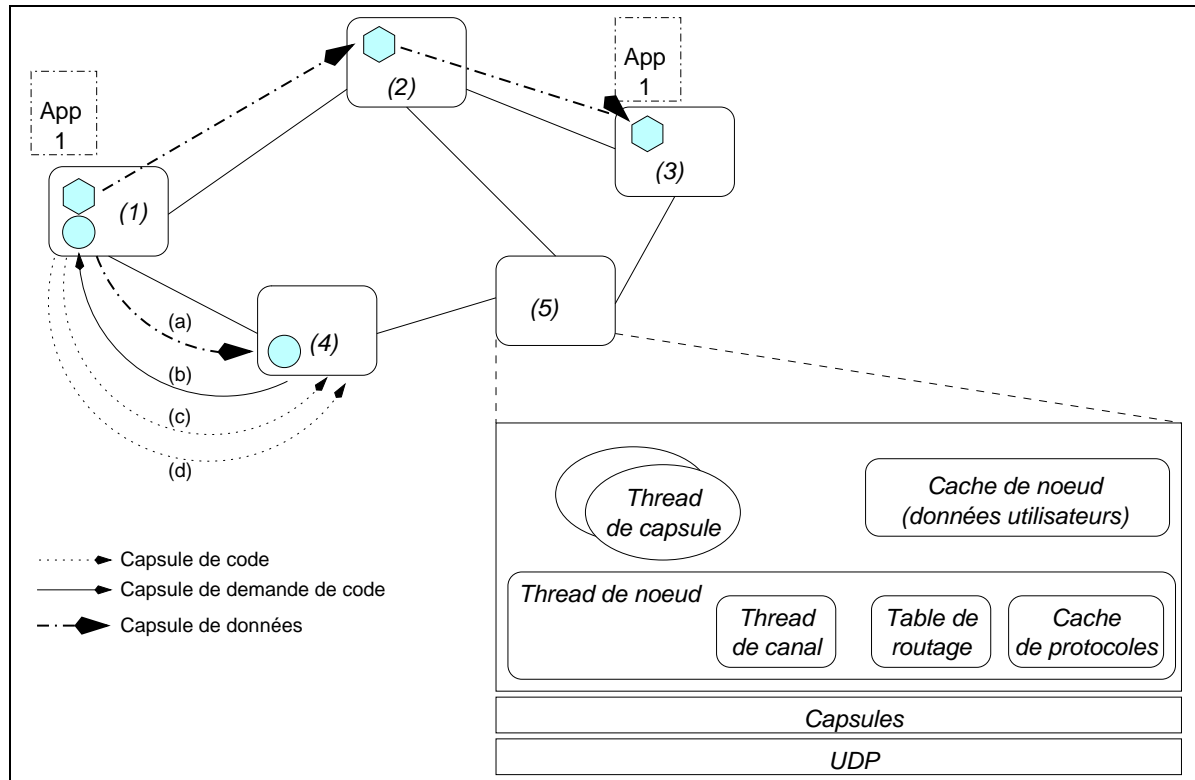 App
1
(2)
App
1
(3)
(1)
(5)
(4)
(a)
(b)
(c)
(d)
Thread
de capsule
Cache de noeud
(données utilisateurs)
Capsule de code
Capsule de demande de code
Capsule de données
Thread de noeud
Thread
de canal
Table de
routage
Cache
de protocoles
Capsules
UDP